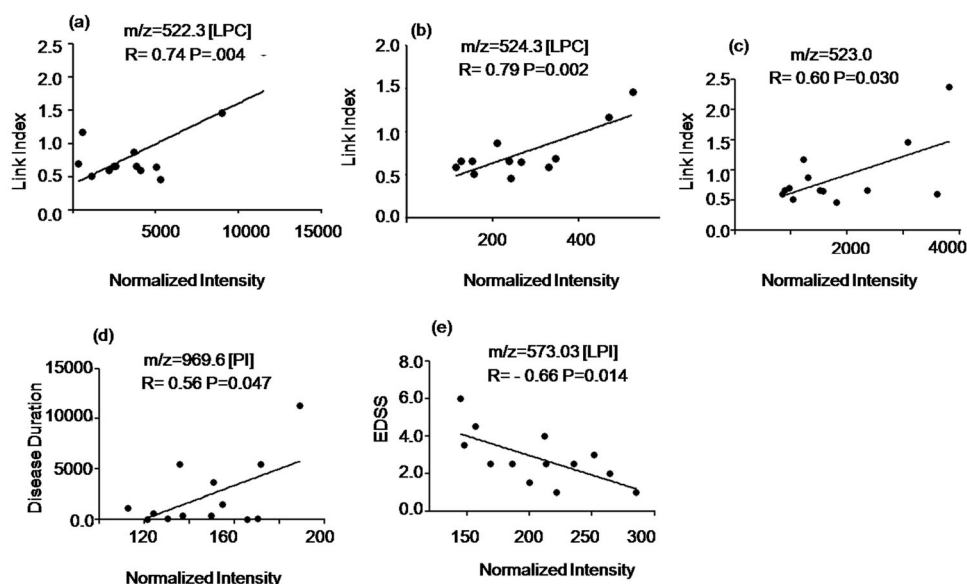 (a)
m/z=522.3 [LPC]
R= 0.74 P=.004
2.5
2.0
1.5
1.0
0.5
0.0
5000
10000
15000
Link Index
Normalized Intensity
(b)
m/z=524.3 [LPC]
R= 0.79 P=0.002
2.0
1.5
1.0
0.5
0.0
200
400
Link Index
Normalized Intensity
(c)
m/z=523.0
R= 0.60 P=0.030
2.5
2.0
1.5
1.0
0.5
0.0
2000
4000
Link Index
Normalized Intensity
(d)
m/z=969.6 [PI]
R= 0.56 P=0.047
15000
10000
5000
0
120
160
200
Disease Duration
Normalized Intensity
(e)
m/z=573.03 [LPI]
R= - 0.66 P=0.014
8.0
6.0
4.0
2.0
0.0
150
200
250
300
EDSS
Normalized Intensity